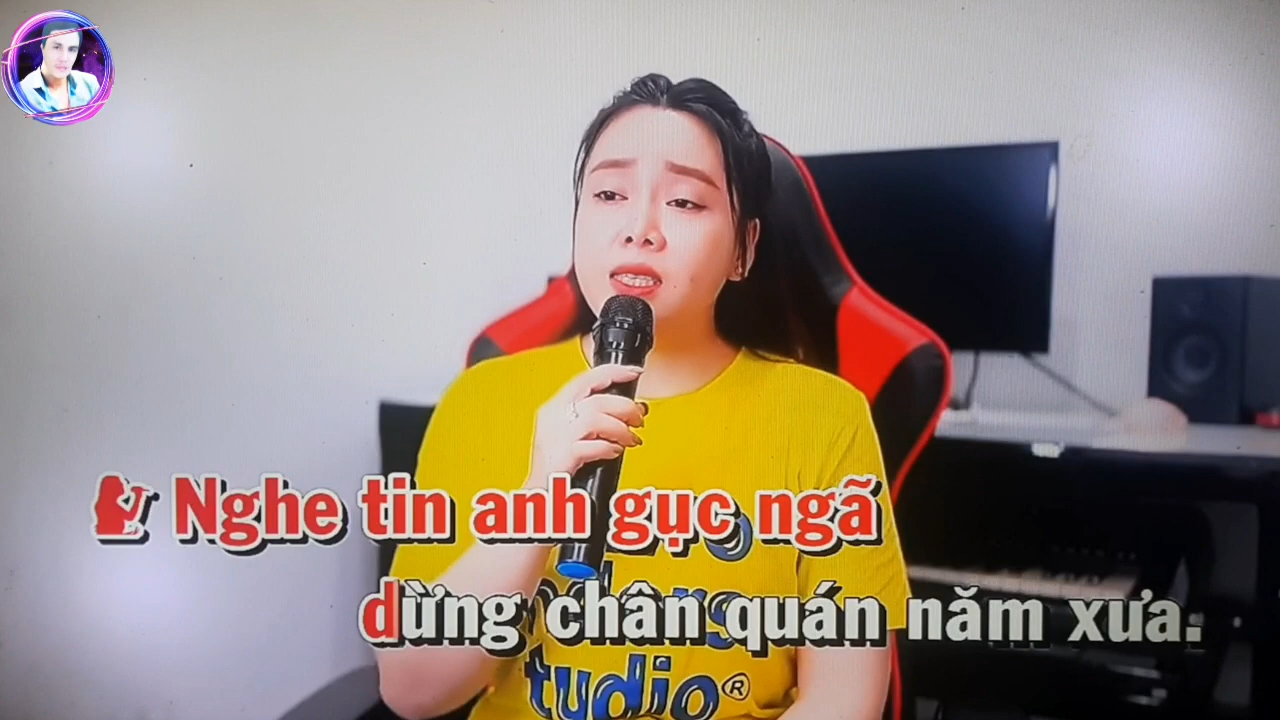 Nghe tin anh gục ngã
dừng chân quán năm xưa.
tudio®